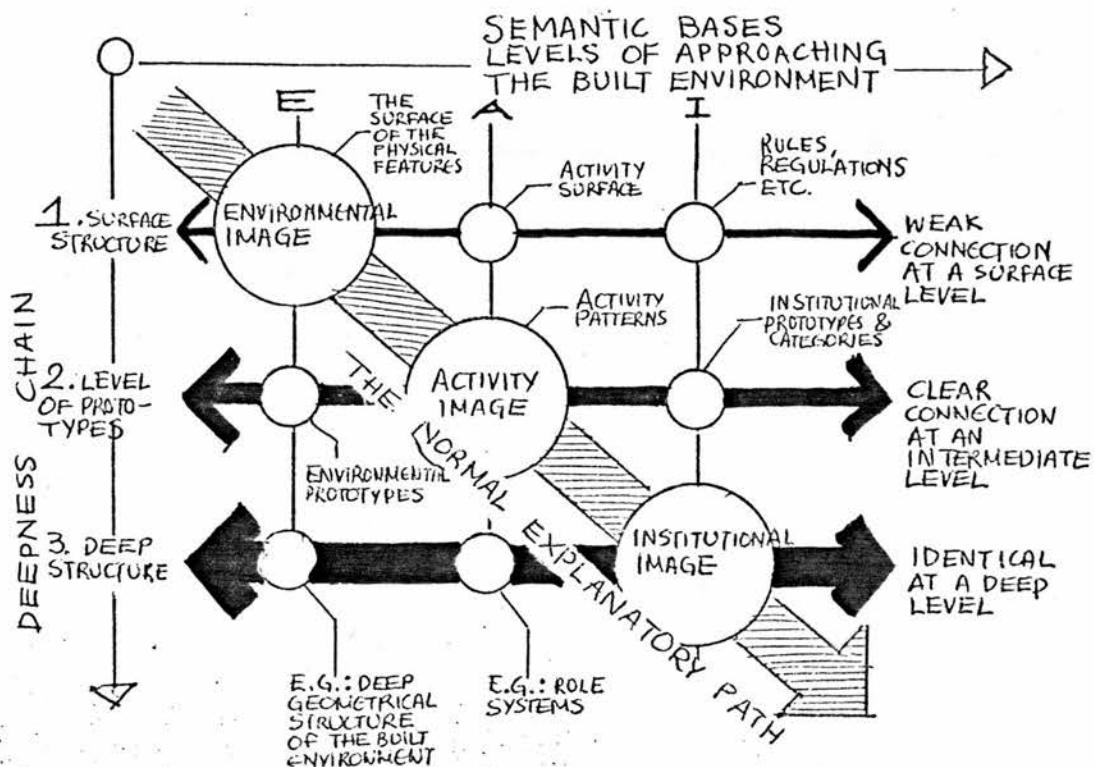 SEMANTIC BASES
LEVELS OF APPROACHING
THE BUILT ENVIRONMENT
E
THE
SURFACE
OF THE
PHYSICAL
FEATURES
A
I
ACTIVITY
SURFACE
RULES,
REGULATIONS
ETC.
1. SURFACE
STRUCTURE
ENVIRONMENTAL
IMAGE
WEAK
CONNECTION
AT A SURFACE
LEVEL
ACTIVITY
PATTERNS
INSTITUTIONAL
PROTOTYPES &
CATEGORIES
DEEPNESS CHAIN
2. LEVEL
OF PROTO-
TYPES
ACTIVITY
IMAGE
CLEAR
CONNECTION
AT AN
INTERMEDIATE
LEVEL
ENVIRONMENTAL
PROTOTYPES
THE NORMAL EXPLANATORY PATH
3. DEEP
STRUCTURE
INSTITUTIONAL
IMAGE
IDENTICAL
AT A DEEP
LEVEL
E.G.: DEEP
GEOMETRICAL
STRUCTURE
OF THE BUILT
ENVIRONMENT
E.G.: ROLE
SYSTEMS